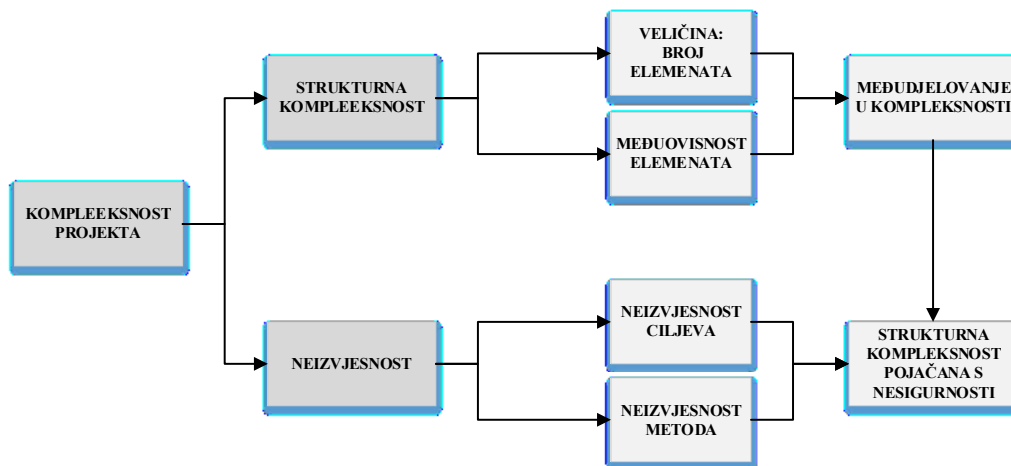 KOMPLEEKSNOST
PROJEKTA
STRUKTURNA
KOMPLEEKSNOST
NEIZVJESNOST
VELIČINA:
BROJ
ELEMENATA
MEĐUOVISNOST
ELEMENATA
NEIZVJESNOST
CILJEVA
NEIZVJESNOST
METODA
MEĐUDJELOVANJE
U KOMPLEKSNOSTI
STRUKTURNA
KOMPLEKSNOST
POJAČANA S
NESIGURNOSTI